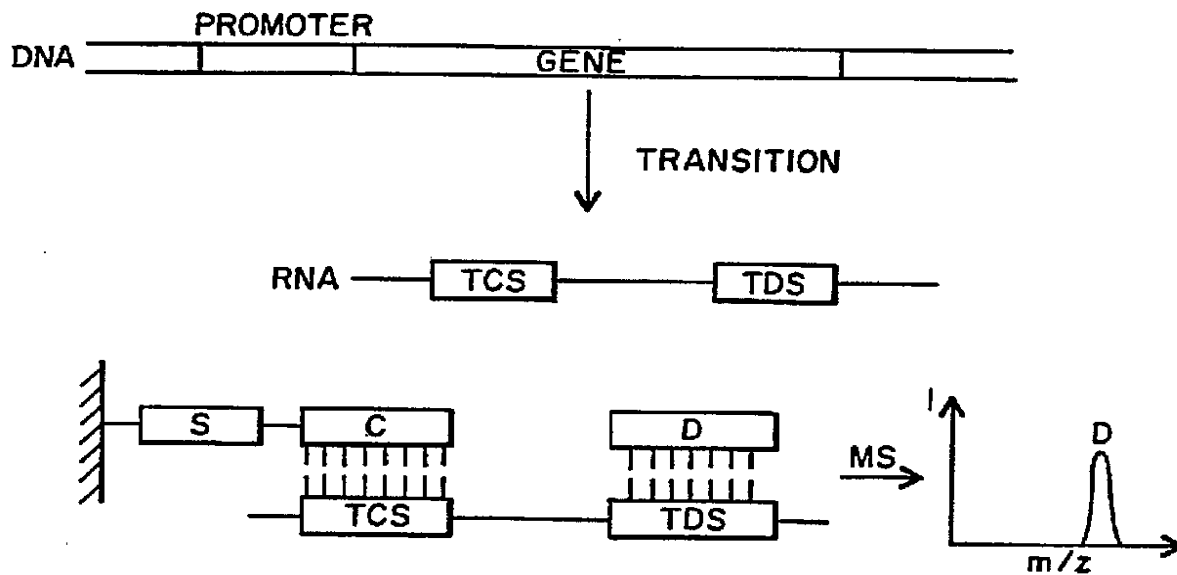 PROMOTER
DNA
GENE
TRANSITION
RNA
TCS
TDS
S
C
D
TCS
TDS
MS
I
D
m/z